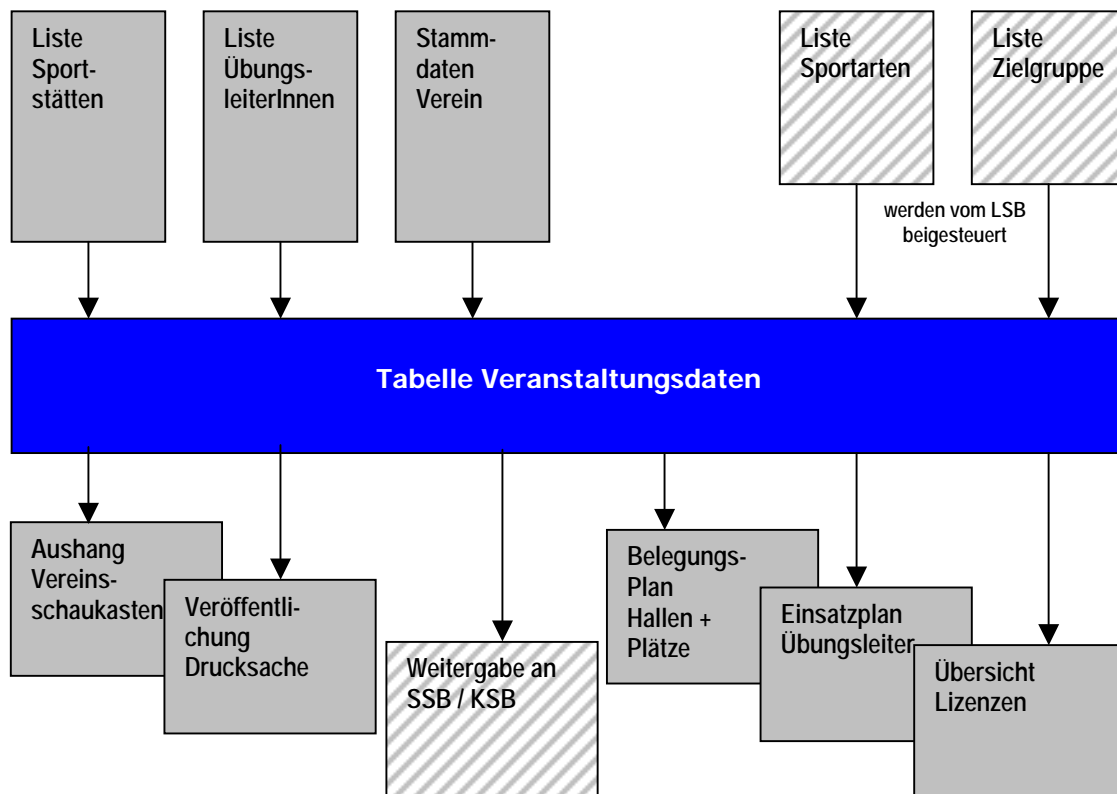 Liste
Sport-
stätten
Liste
Übungs-
leiterInnen
Stamm-
daten
Verein
Liste
Sportarten
Liste
Zielgruppe
werden vom LSB
beigesteuert
Tabelle Veranstaltungsdaten
Aushang
Vereins-
schaukasten
Veröffentli-
chung
Drucksache
Weitergabe an
SSB / KSB
Belegungs-
Plan
Hallen +
Plätze
Einsatzplan
Übungsleiter
Übersicht
Lizenzen